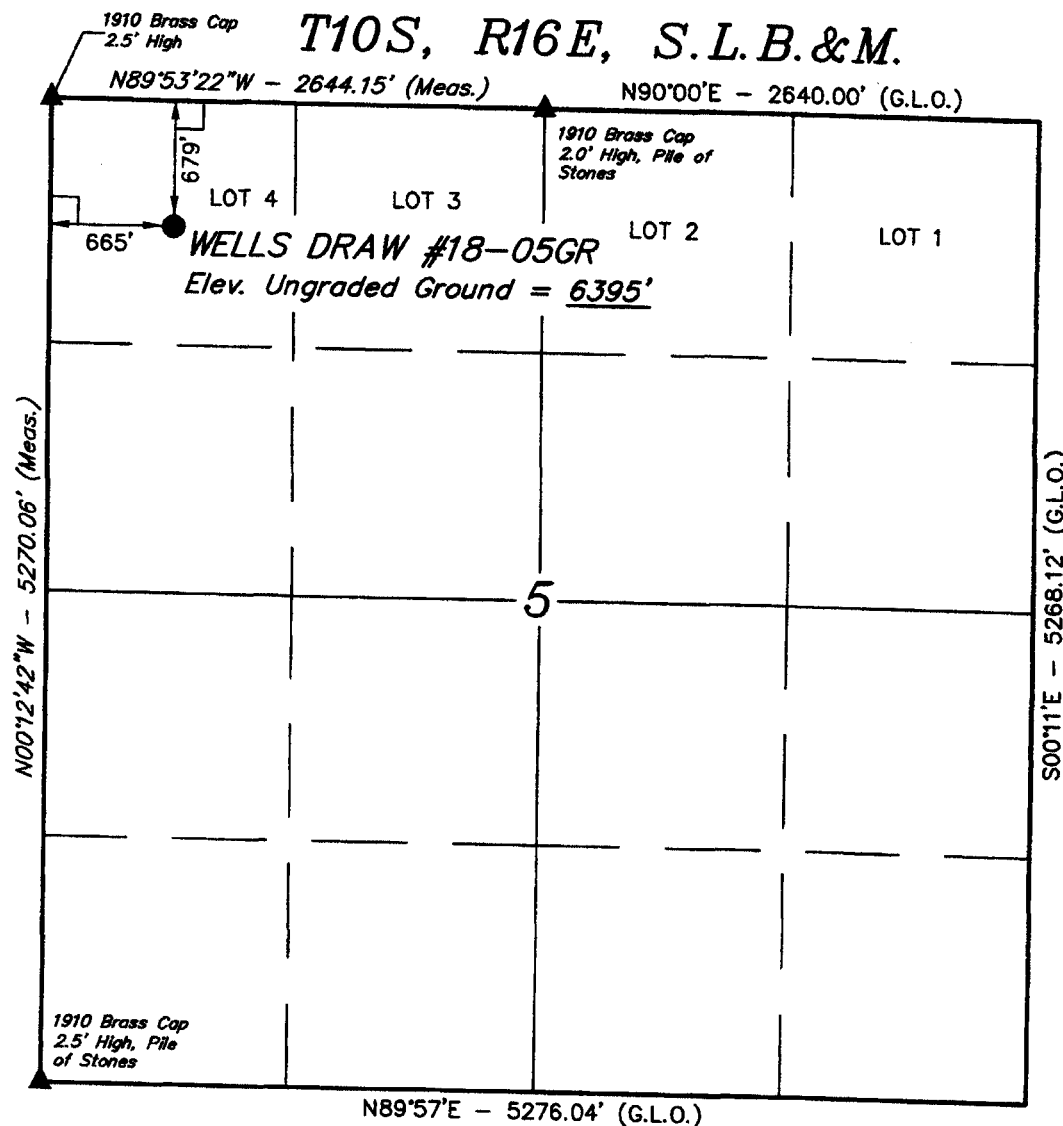 T10S, R16E, S.L.B.&M.
1910 Brass Cap
2.5' High
N89°53'22"W - 2644.15' (Meas.)
N90°00'E - 2640.00' (G.L.O.)
1910 Brass Cap
2.0' High, Pile of
Stones
679'
LOT 4
LOT 3
LOT 2
LOT 1
665'
WELLS DRAW #18-05GR
Elev. Ungraded Ground = 6395'
N00°12'42"W - 5270.06' (Meas.)
5
S00°11'E - 5268.12' (G.L.O.)
1910 Brass Cap
2.5' High, Pile
of Stones
N89°57'E - 5276.04' (G.L.O.)